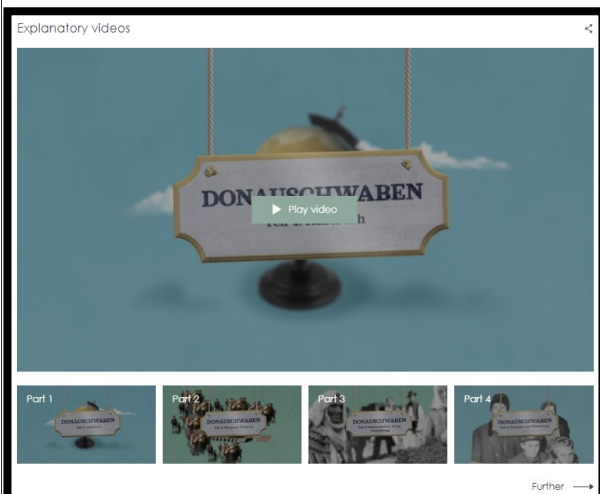 Explanatory videos
DONAUSCHWABEN
Play video
Part 1
DONAUSCHWABEN
Part 2
DONAUSCHWABEN
Part 3
DONAUSCHWABEN
Part 4
DONAUSCHWABEN
Further